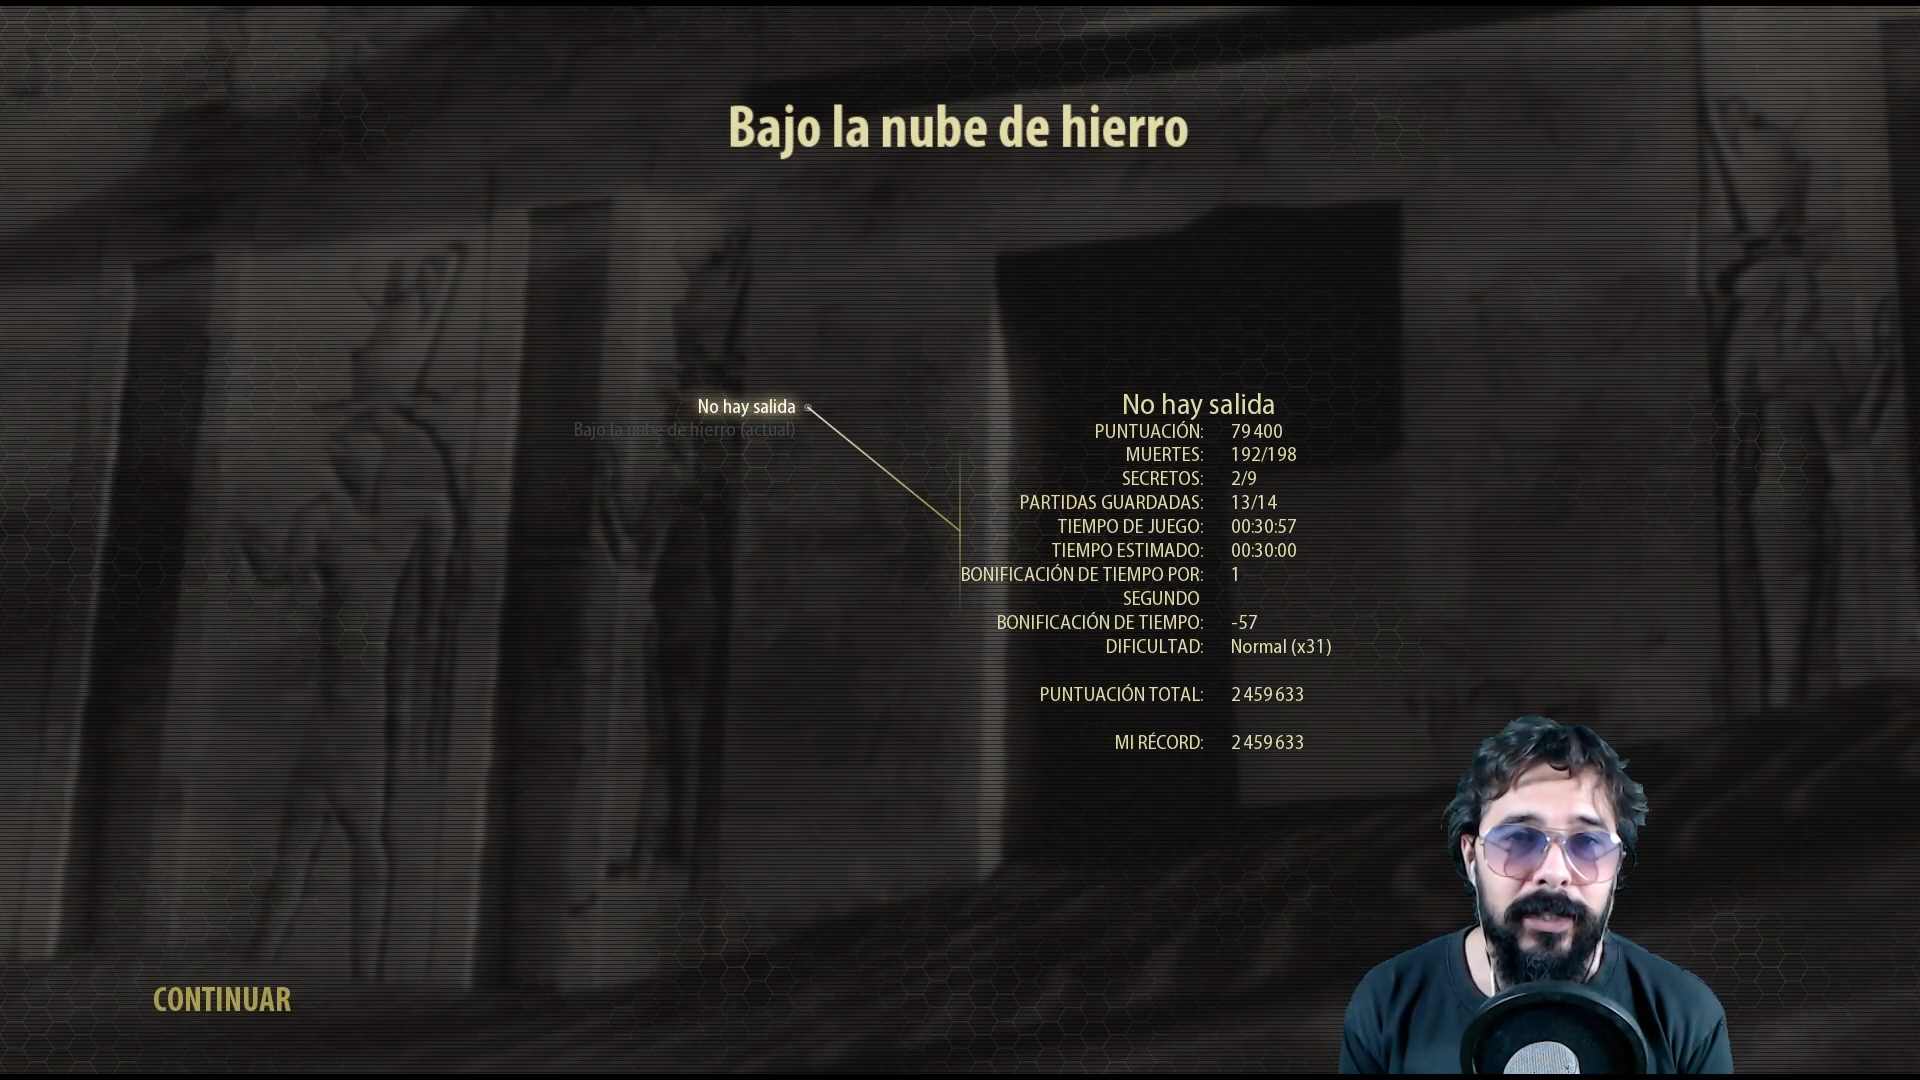 Bajo la nube de hierro
No hay salida
Bajo la nube de hierro (actual)
No hay salida
PUNTUACIÓN: 79 400
MUERTES: 192/198
SECRETOS: 2/9
PARTIDAS GUARDADAS: 13/14
TIEMPO DE JUEGO: 00:30:57
TIEMPO ESTIMADO: 00:30:00
BONIFICACIÓN DE TIEMPO POR: 1
SEGUNDO
BONIFICACIÓN DE TIEMPO: -57
DIFICULTAD: Normal (x31)
PUNTUACIÓN TOTAL: 2 459 633
MI RÉCORD: 2 459 633
CONTINUAR